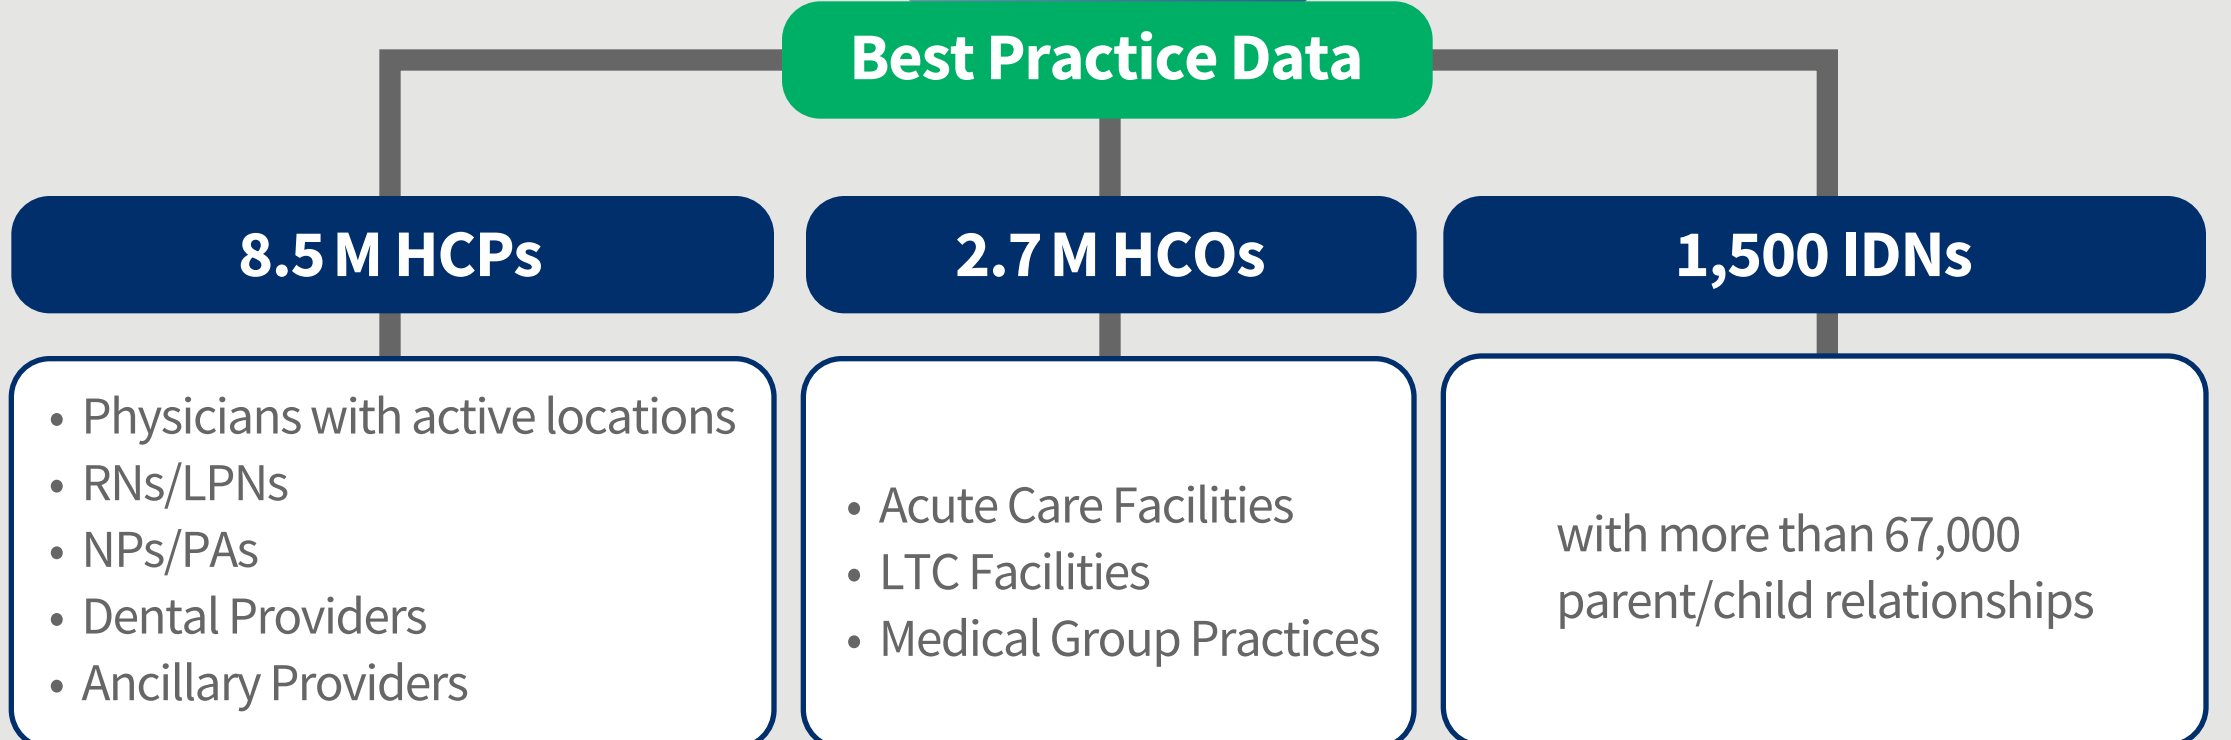 Best Practice Data
8.5 M HCPs
2.7 M HCOs
1,500 IDNs
• Physicians with active locations
• RNs/LPNs
• NPs/PAs
• Dental Providers
• Ancillary Providers
• Acute Care Facilities
• LTC Facilities
• Medical Group Practices
with more than 67,000
parent/child relationships